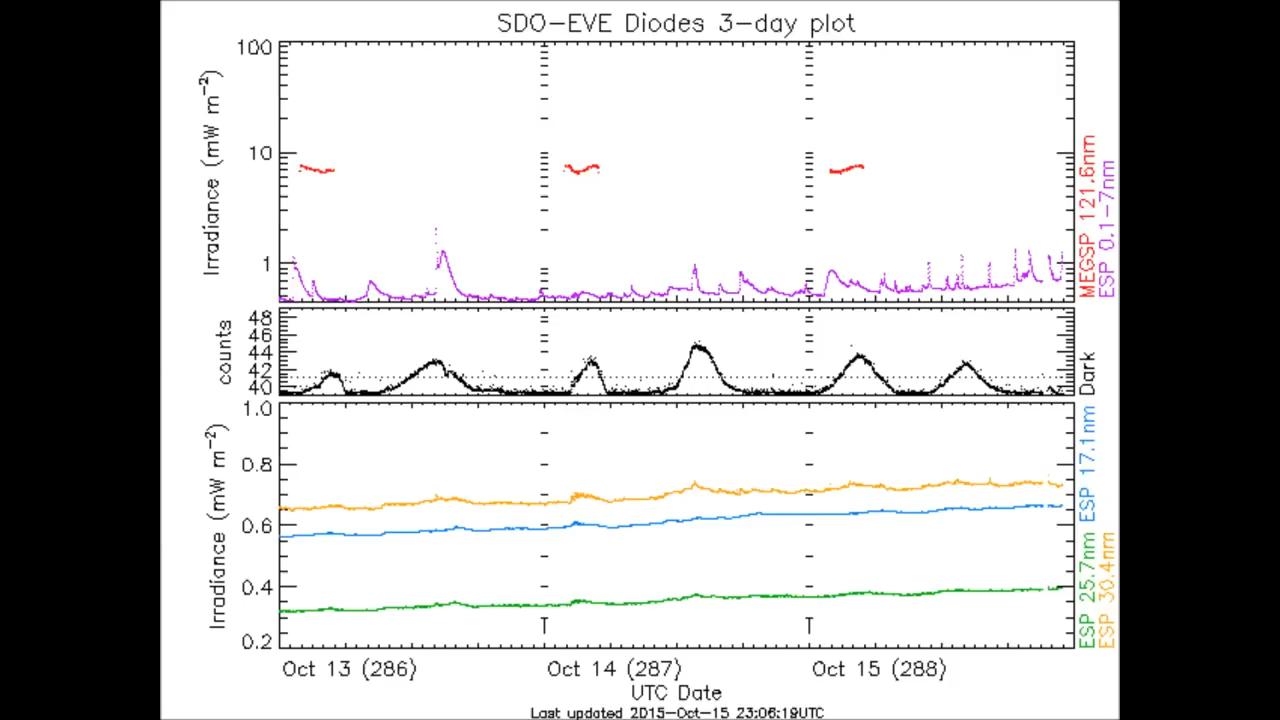 SDO-EVE Diodes 3-day plot
100
10
1
Irradiance (mW m-2)
MEGSP 121.6nm
ESP 0.1-7nm
48
46
44
42
40
counts
Dark
1.0
0.8
0.6
0.4
0.2
Irradiance (mW m-2)
ESP 25.7nm ESP 17.1nm
ESP 30.4nm
Oct 13 (286) Oct 14 (287) Oct 15 (288)
UTC Date
Last updated 2015-Oct-15 23:06:19UTC